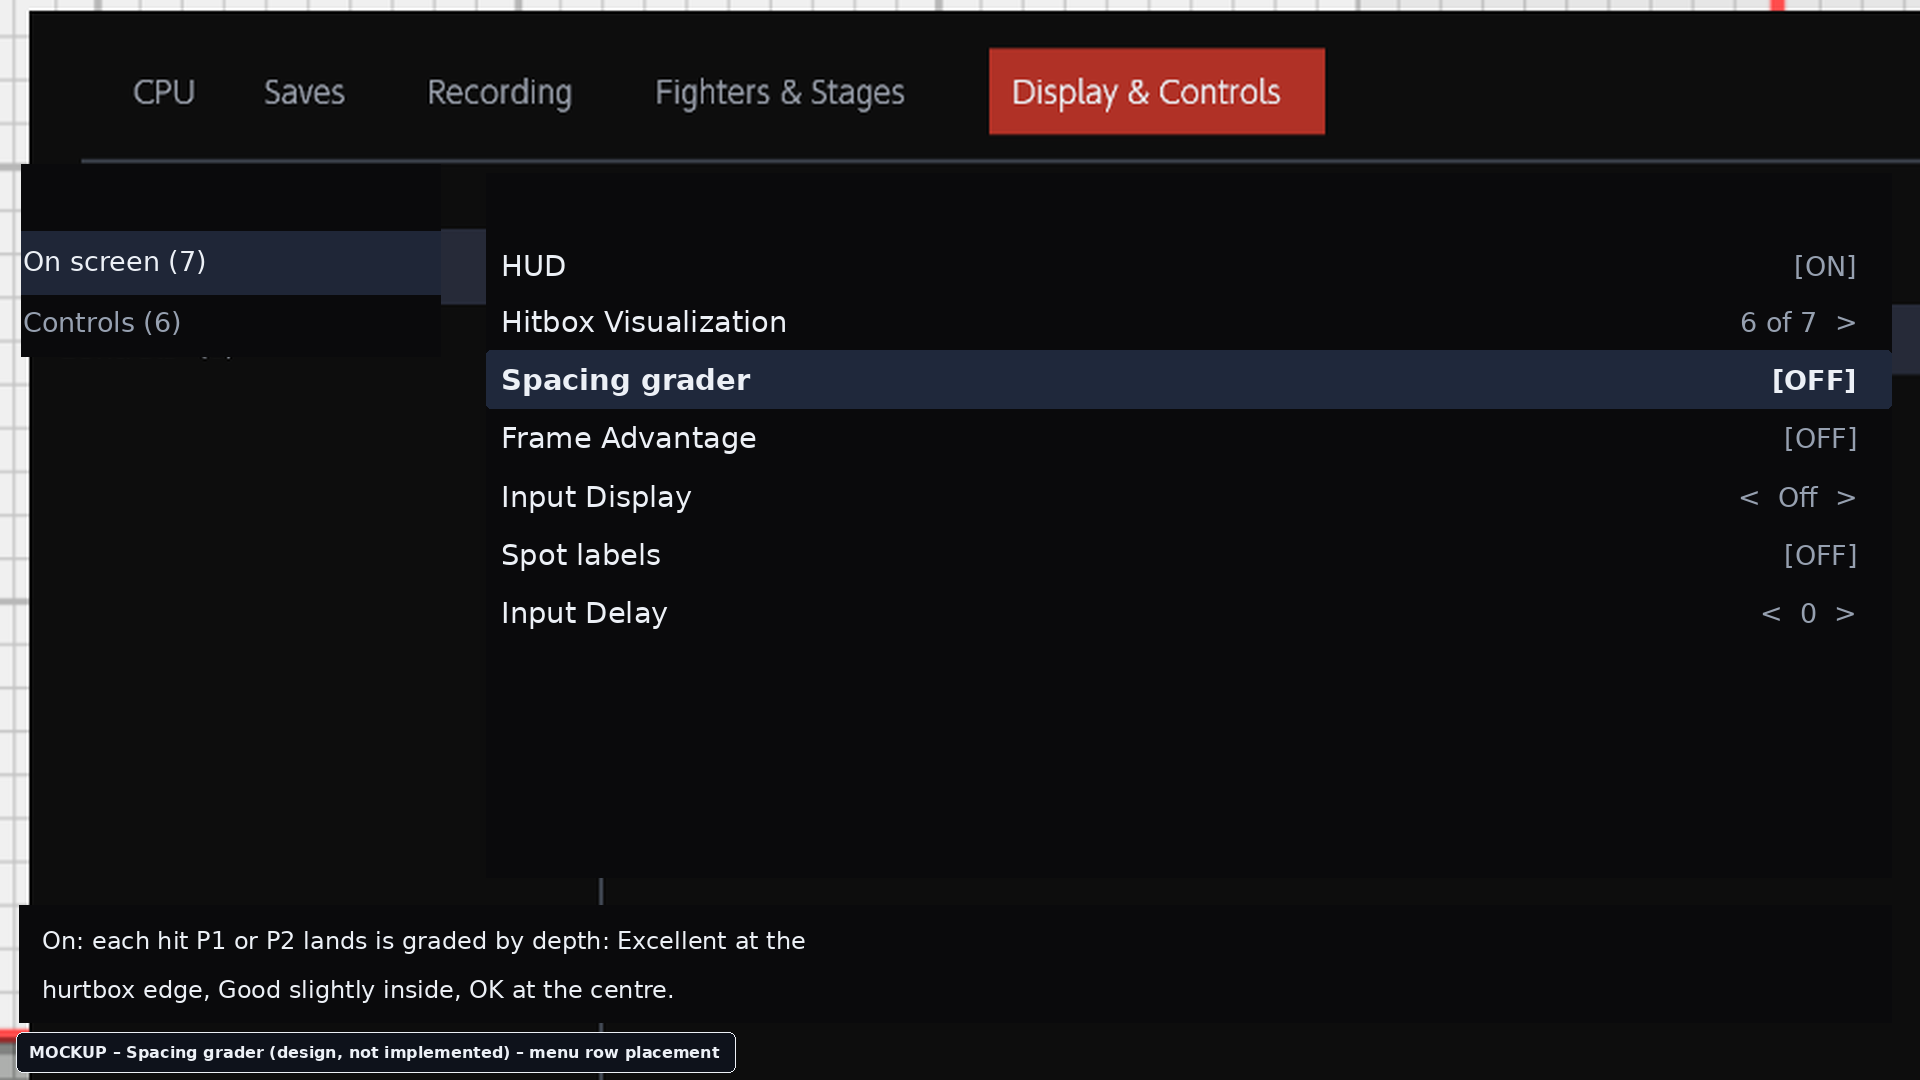 CPU Saves Recording Fighters & Stages Display & Controls
On screen (7)
Controls (6)
HUD [ON]
Hitbox Visualization 6 of 7 >
Spacing grader [OFF]
Frame Advantage [OFF]
Input Display < Off >
Spot labels [OFF]
Input Delay < 0 >
On: each hit P1 or P2 lands is graded by depth: Excellent at the
hurtbox edge, Good slightly inside, OK at the centre.
MOCKUP – Spacing grader (design, not implemented) – menu row placement